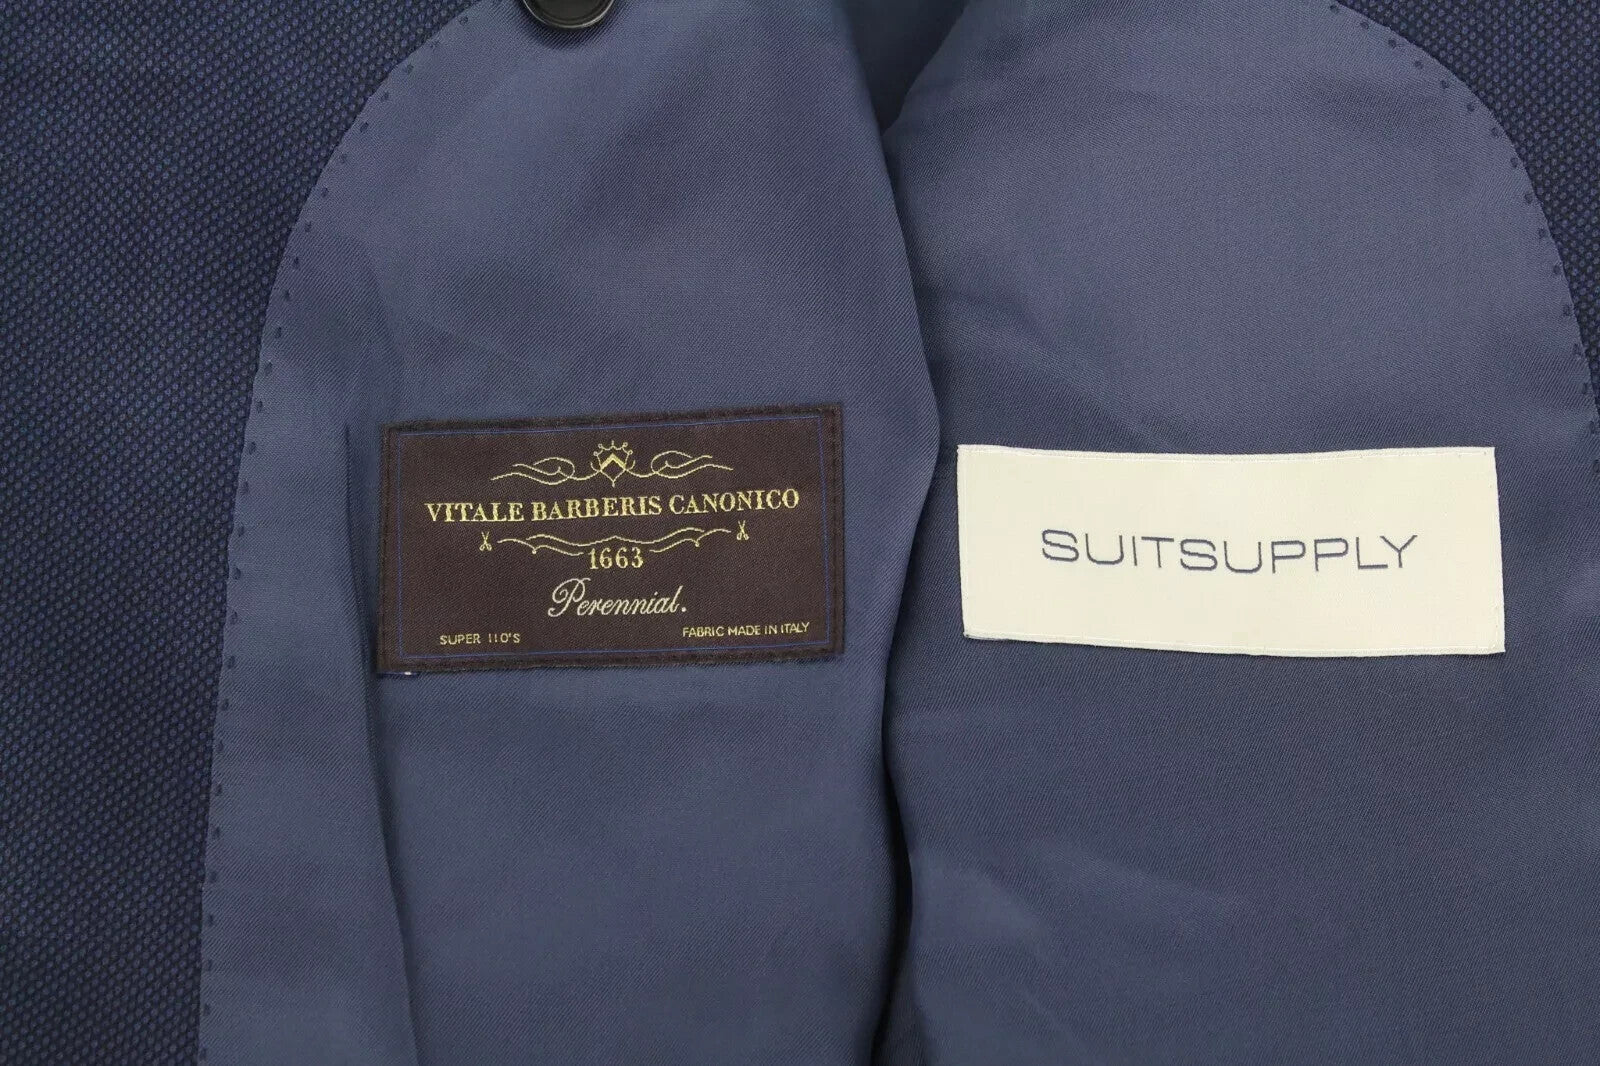 VITALE BARBERIS CANONICO
1663
Perennial.
SUPER 110'S
FABRIC MADE IN ITALY
SUITSUPPLY